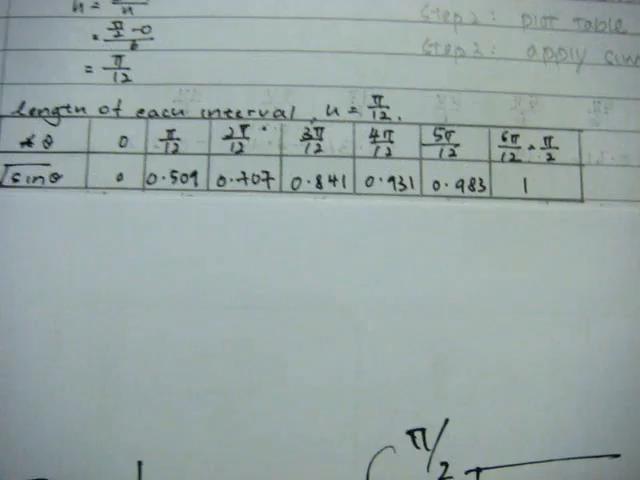 h = n
= π/2 - 0 / 6
= π/12
Step 2: plot table
Step 3: apply
Length of each interval, h = π/12.
θ 0 π/12 2π/12 3π/12 4π/12 5π/12 6π/12 = π/2
√sinθ 0 0.509 0.707 0.841 0.931 0.983 1
π/2